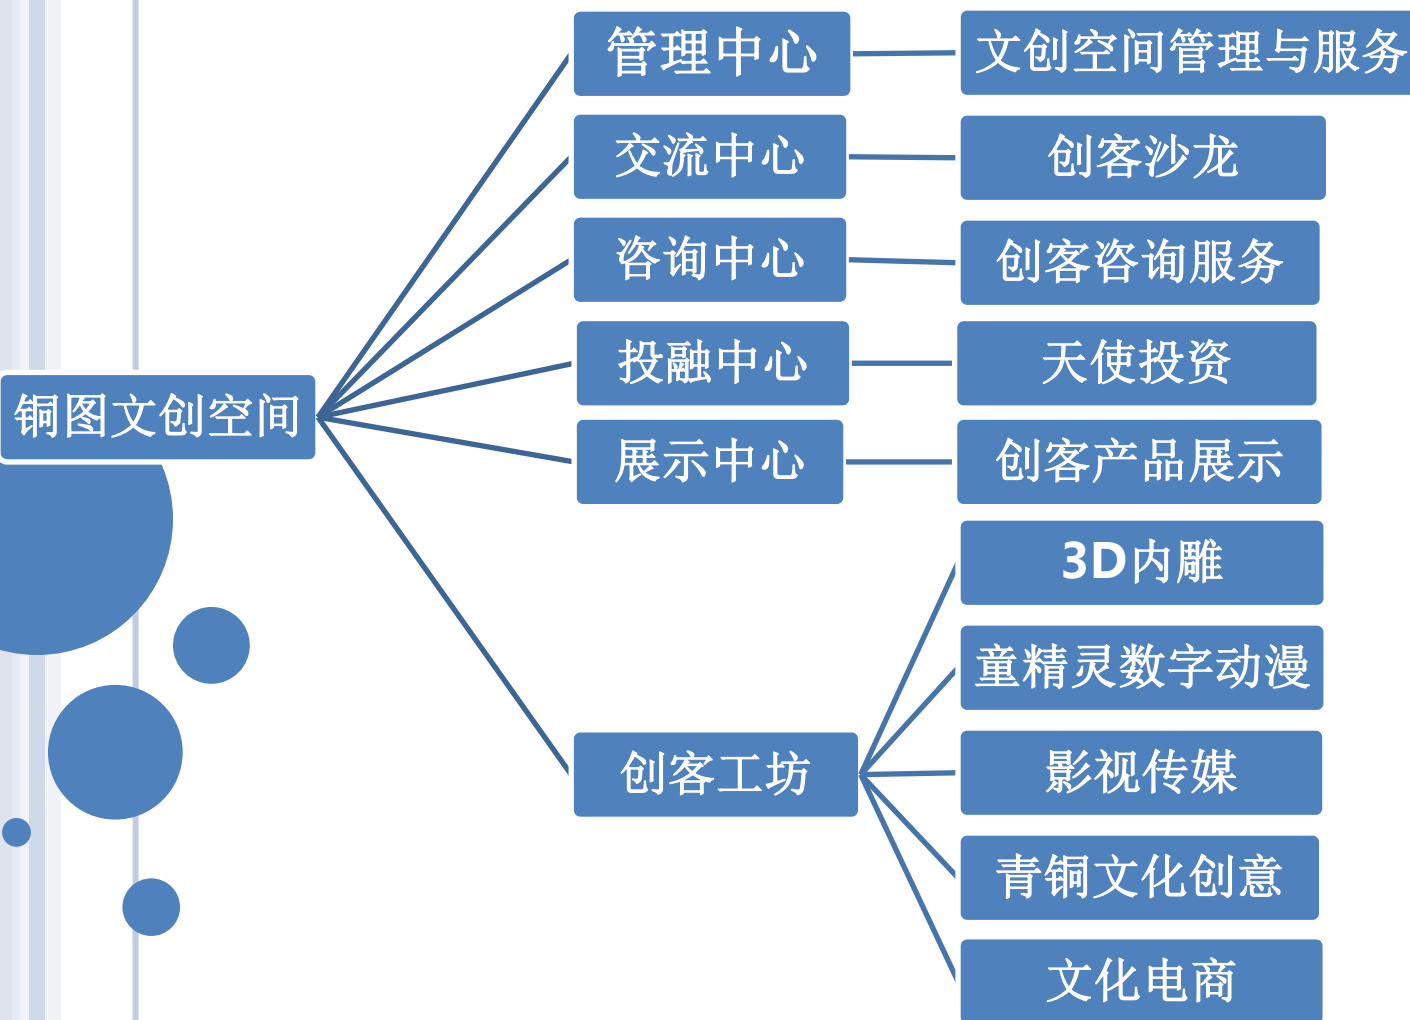 铜图文创空间
管理中心
文创空间管理与服务
交流中心
创客沙龙
咨询中心
创客咨询服务
投融中心
天使投资
展示中心
创客产品展示
创客工坊
3D内雕
童精灵数字动漫
影视传媒
青铜文化创意
文化电商